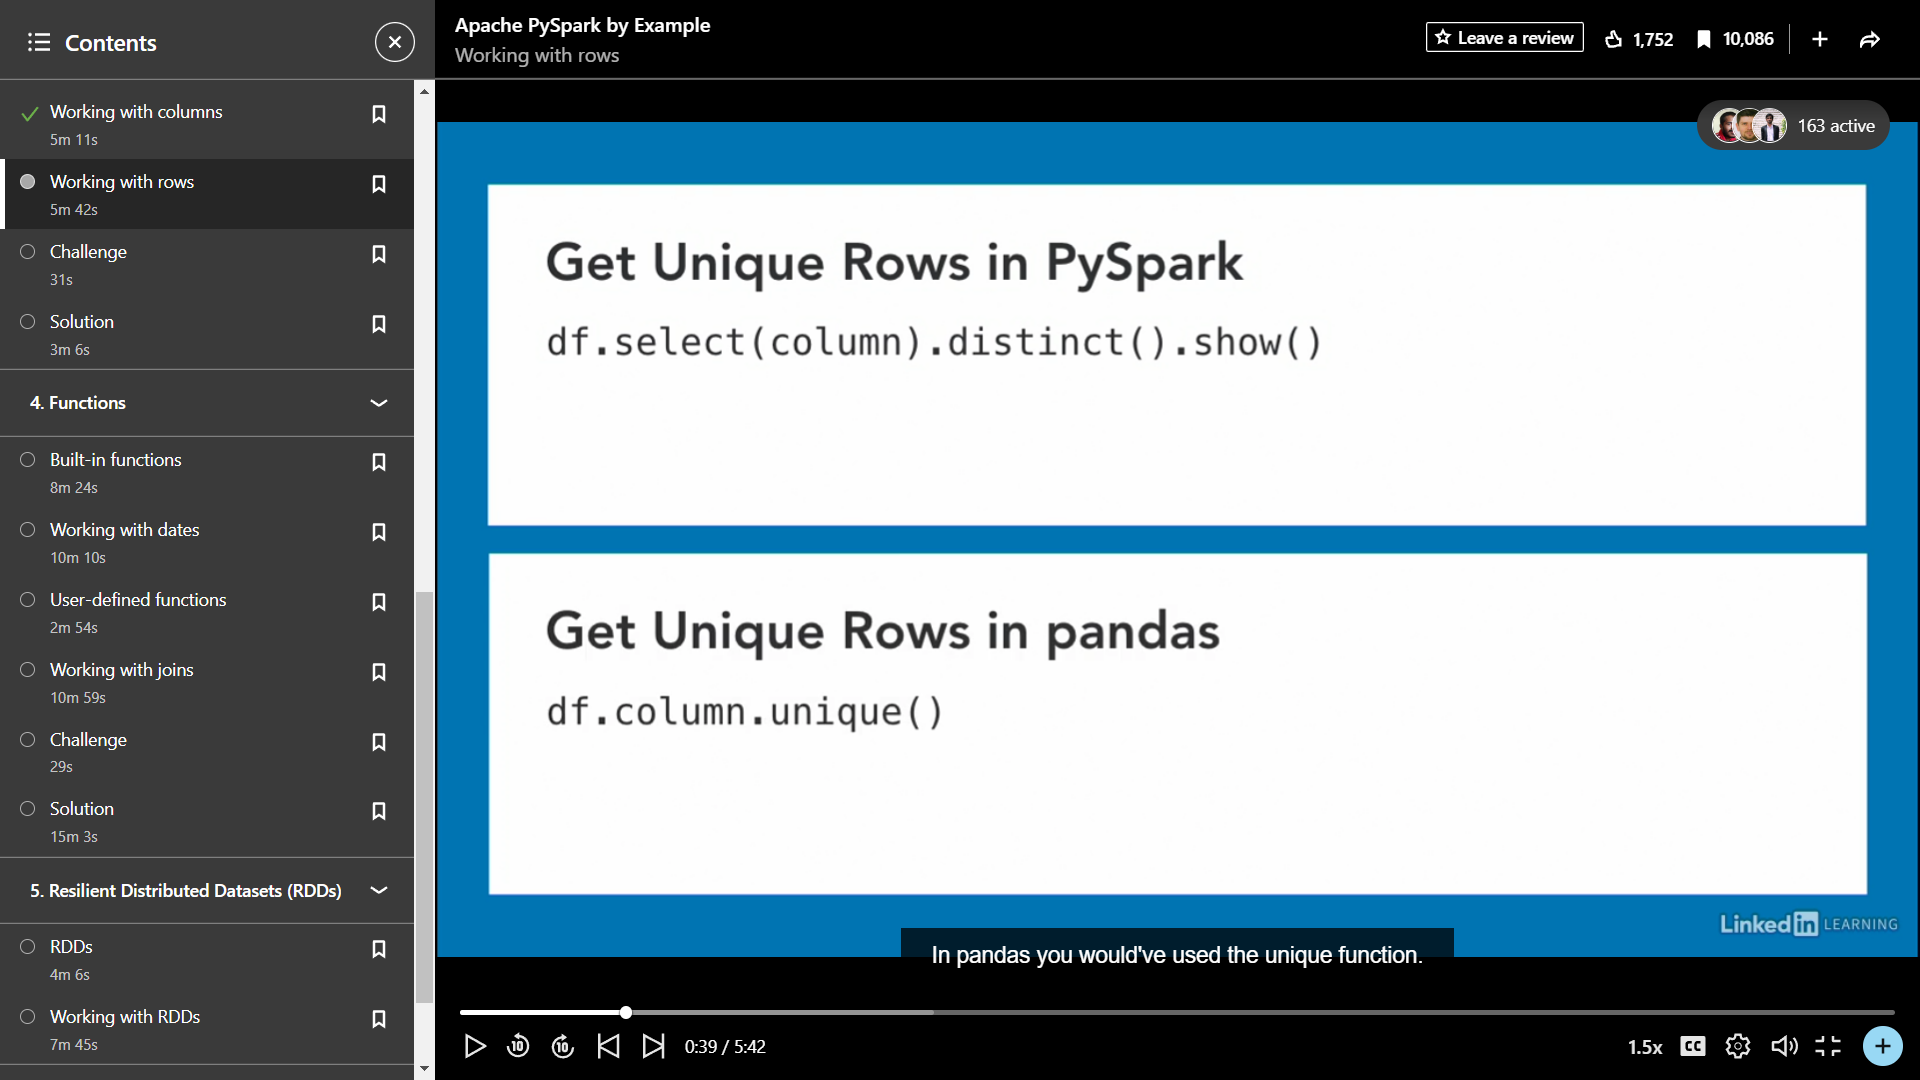 Contents
Working with columns
5m 11s
Working with rows
5m 42s
Challenge
31s
Solution
3m 6s
4. Functions
Built-in functions
8m 24s
Working with dates
10m 10s
User-defined functions
2m 54s
Working with joins
10m 59s
Challenge
29s
Solution
15m 3s
5. Resilient Distributed Datasets (RDDs)
RDDs
4m 6s
Working with RDDs
7m 45s
Apache PySpark by Example
Working with rows
Leave a review
1,752
10,086
163 active
Get Unique Rows in PySpark
df.select(column).distinct().show()
Get Unique Rows in pandas
df.column.unique()
LinkedIn LEARNING
In pandas you would've used the unique function.
10
10
0:39 / 5:42
1.5x
CC